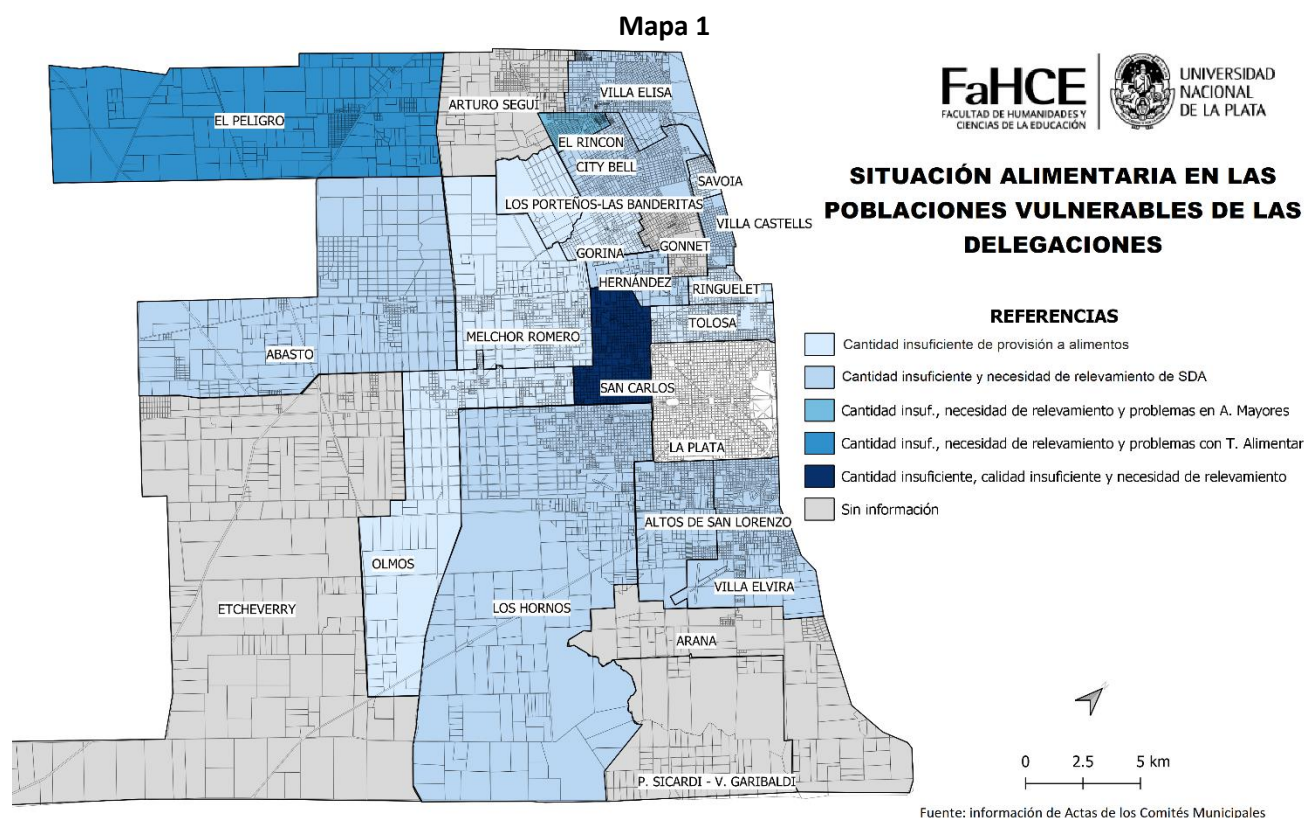 Mapa 1
FaHCE
FACULTAD DE HUMANIDADES Y
CIENCIAS DE LA EDUCACIÓN
UNIVERSIDAD
NACIONAL
DE LA PLATA
SITUACIÓN ALIMENTARIA EN LAS
POBLACIONES VULNERABLES DE LAS
DELEGACIONES
REFERENCIAS
Cantidad insuficiente de provisión a alimentos
Cantidad insuficiente y necesidad de relevamiento de SDA
Cantidad insuf., necesidad de relevamiento y problemas en A. Mayores
Cantidad insuf., necesidad de relevamiento y problemas con T. Alimentar
Cantidad insuficiente, calidad insuficiente y necesidad de relevamiento
Sin información
VILLA ELISA
ARTURO SEGUI
EL PELIGRO
EL RINCON
CITY BELL
SAVOIA
LOS PORTEÑOS-LAS BANDERITAS
VILLA CASTELLS
GONNET
GORINA
HERNÁNDEZ
RINGUELET
TOLOSA
MELCHOR ROMERO
ABASTO
SAN CARLOS
LA PLATA
ALTOS DE SAN LORENZO
OLMOS
VILLA ELVIRA
ETCHEVERRY
LOS HORNOS
ARANA
P. SICARDI - V. GARIBALDI
0 2.5 5 km
Fuente: información de Actas de los Comités Municipales